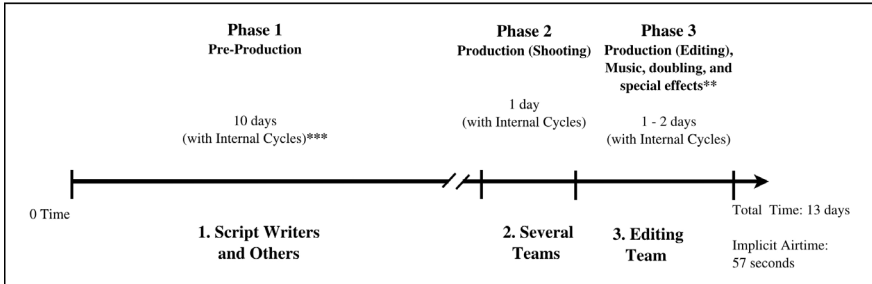 Phase 1
Pre-Production
Phase 2
Production (Shooting)
Phase 3
Production (Editing),
Music, doubling, and
special effects**
10 days
(with Internal Cycles)***
1 day
(with Internal Cycles)
1 - 2 days
(with Internal Cycles)
0 Time
Total Time: 13 days
Implicit Airtime:
57 seconds
1. Script Writers
and Others
2. Several
Teams
3. Editing
Team